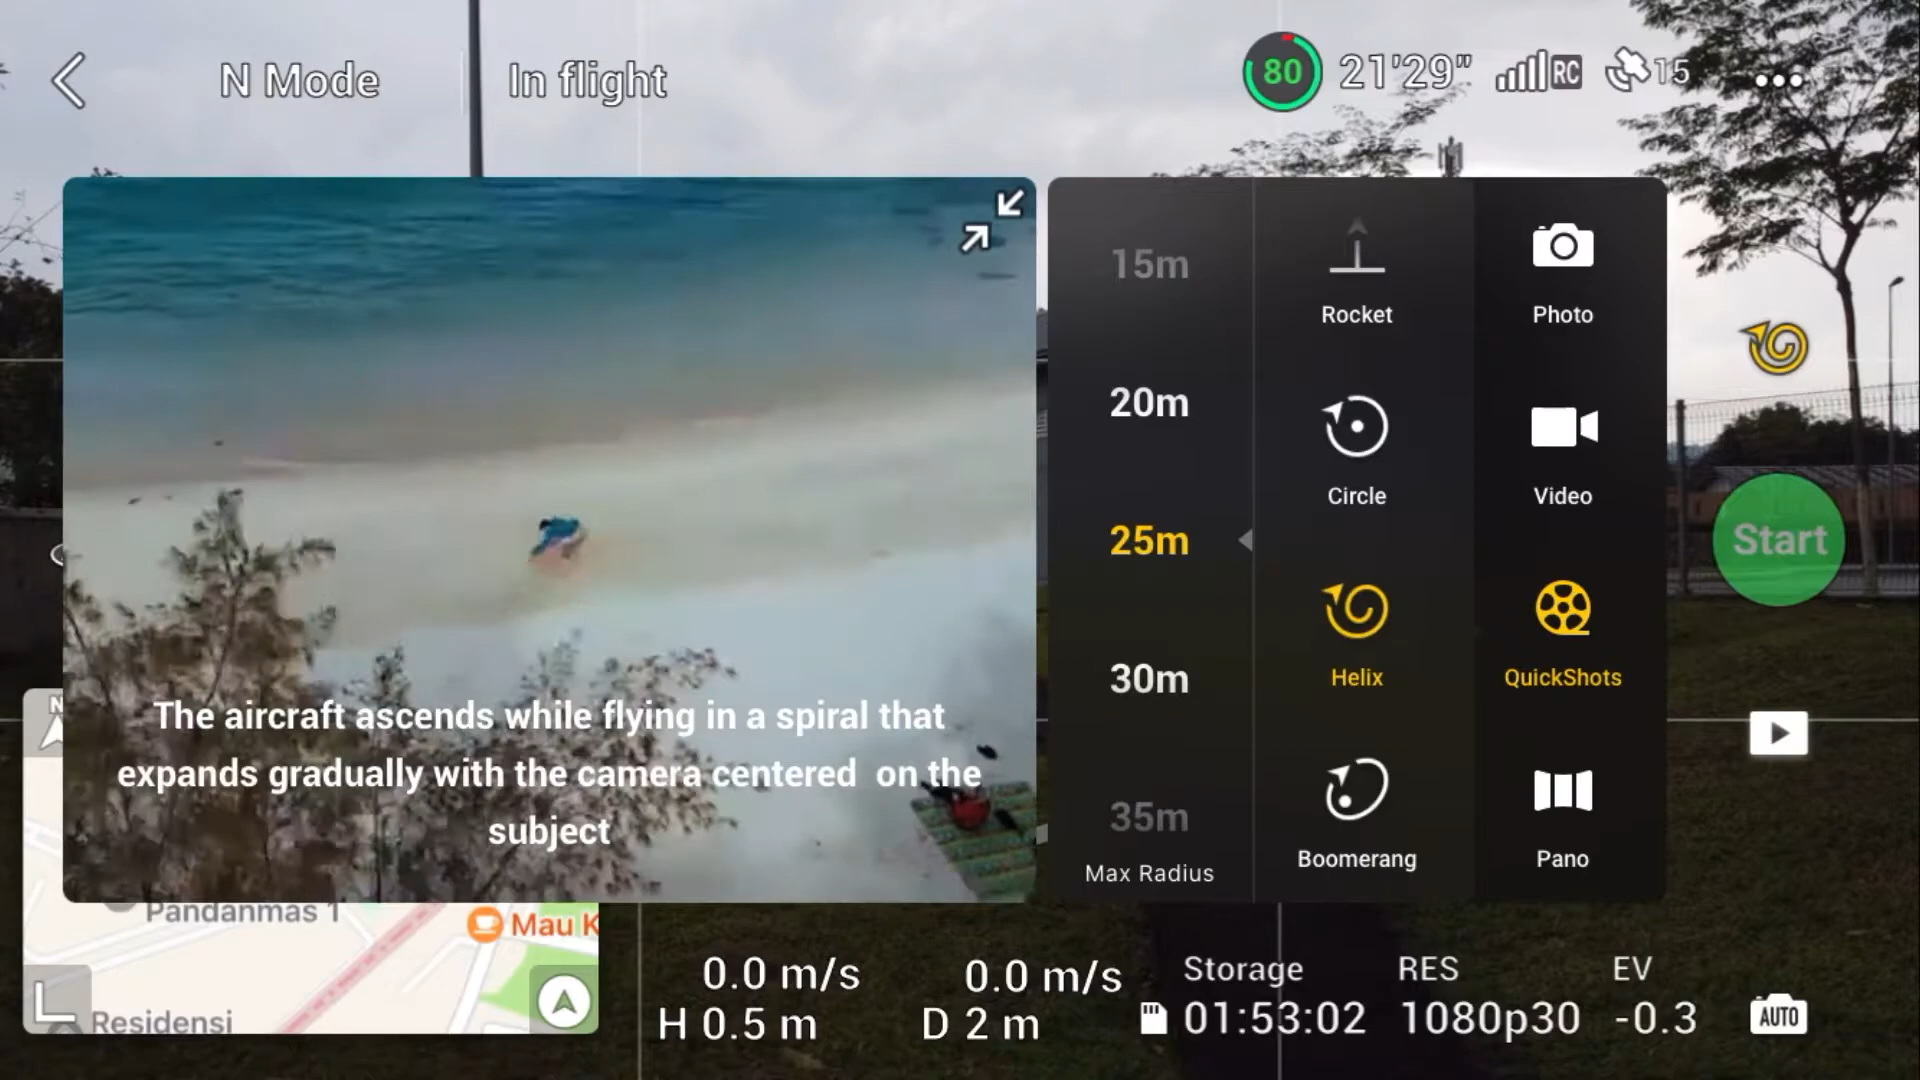 N Mode
In flight
80
21'29"
RC
15
15m
20m
25m
30m
35m
Max Radius
Rocket
Circle
Helix
Boomerang
Photo
Video
QuickShots
Pano
Start
The aircraft ascends while flying in a spiral that
expands gradually with the camera centered on the
subject
N
Pandanmas 1
Mau K
Residensi
0.0 m/s
0.0 m/s
H 0.5 m
D 2 m
Storage
01:53:02
RES
1080p30
EV
-0.3
AUTO